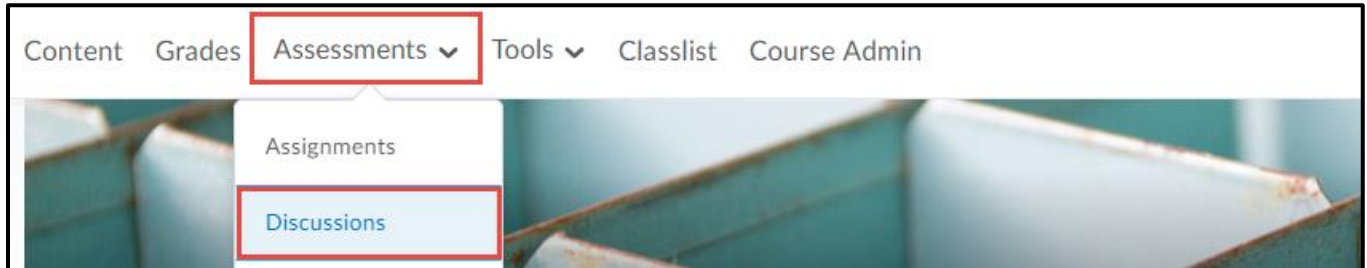 Content Grades Assessments Tools Classlist Course Admin
Assignments
Discussions